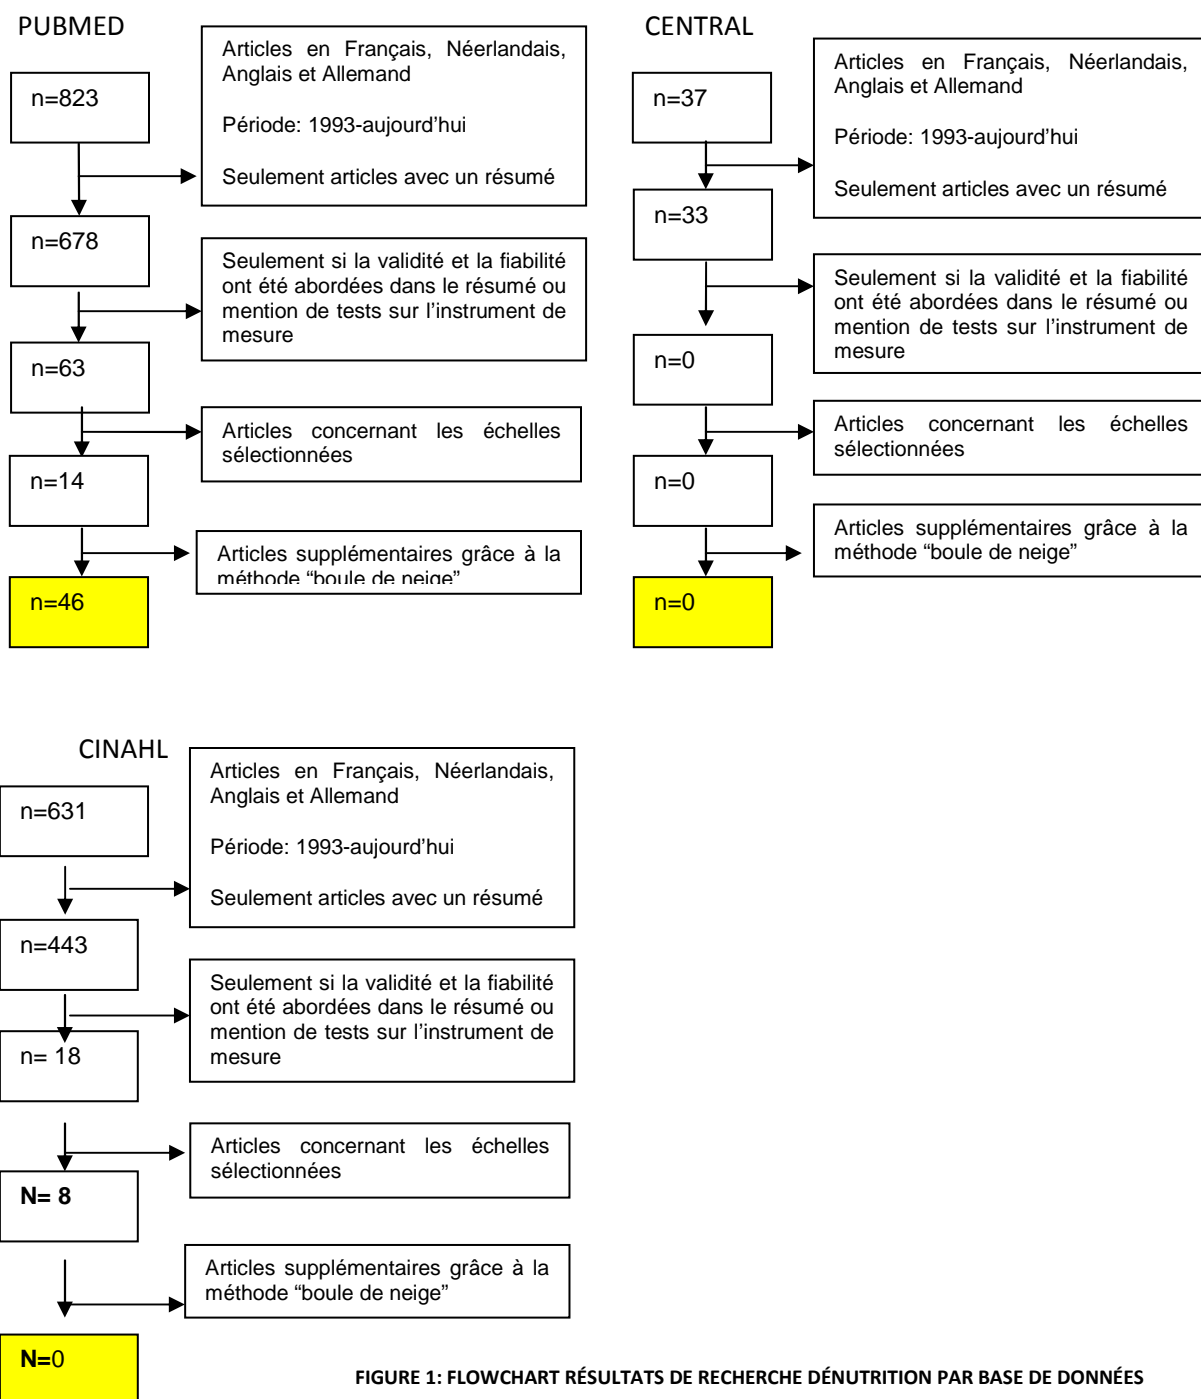 PUBMED
n=823
Articles en Français, Néerlandais,
Anglais et Allemand
Période: 1993-aujourd’hui
Seulement articles avec un résumé
n=678
Seulement si la validité et la fiabilité
ont été abordées dans le résumé ou
mention de tests sur l’instrument de
mesure
n=63
Articles concernant les échelles
sélectionnées
n=14
Articles supplémentaires grâce à la
méthode “boule de neige”
n=46
CENTRAL
n=37
Articles en Français, Néerlandais,
Anglais et Allemand
Période: 1993-aujourd’hui
Seulement articles avec un résumé
n=33
Seulement si la validité et la fiabilité
ont été abordées dans le résumé ou
mention de tests sur l’instrument de
mesure
n=0
Articles concernant les échelles
sélectionnées
n=0
Articles supplémentaires grâce à la
méthode “boule de neige”
n=0
CINAHL
n=631
Articles en Français, Néerlandais,
Anglais et Allemand
Période: 1993-aujourd’hui
Seulement articles avec un résumé
n=443
Seulement si la validité et la fiabilité
ont été abordées dans le résumé ou
mention de tests sur l’instrument de
mesure
n= 18
Articles concernant les échelles
sélectionnées
N= 8
Articles supplémentaires grâce à la
méthode “boule de neige”
N=0
FIGURE 1: FLOWCHART RÉSULTATS DE RECHERCHE DÉNUTRITION PAR BASE DE DONNÉES